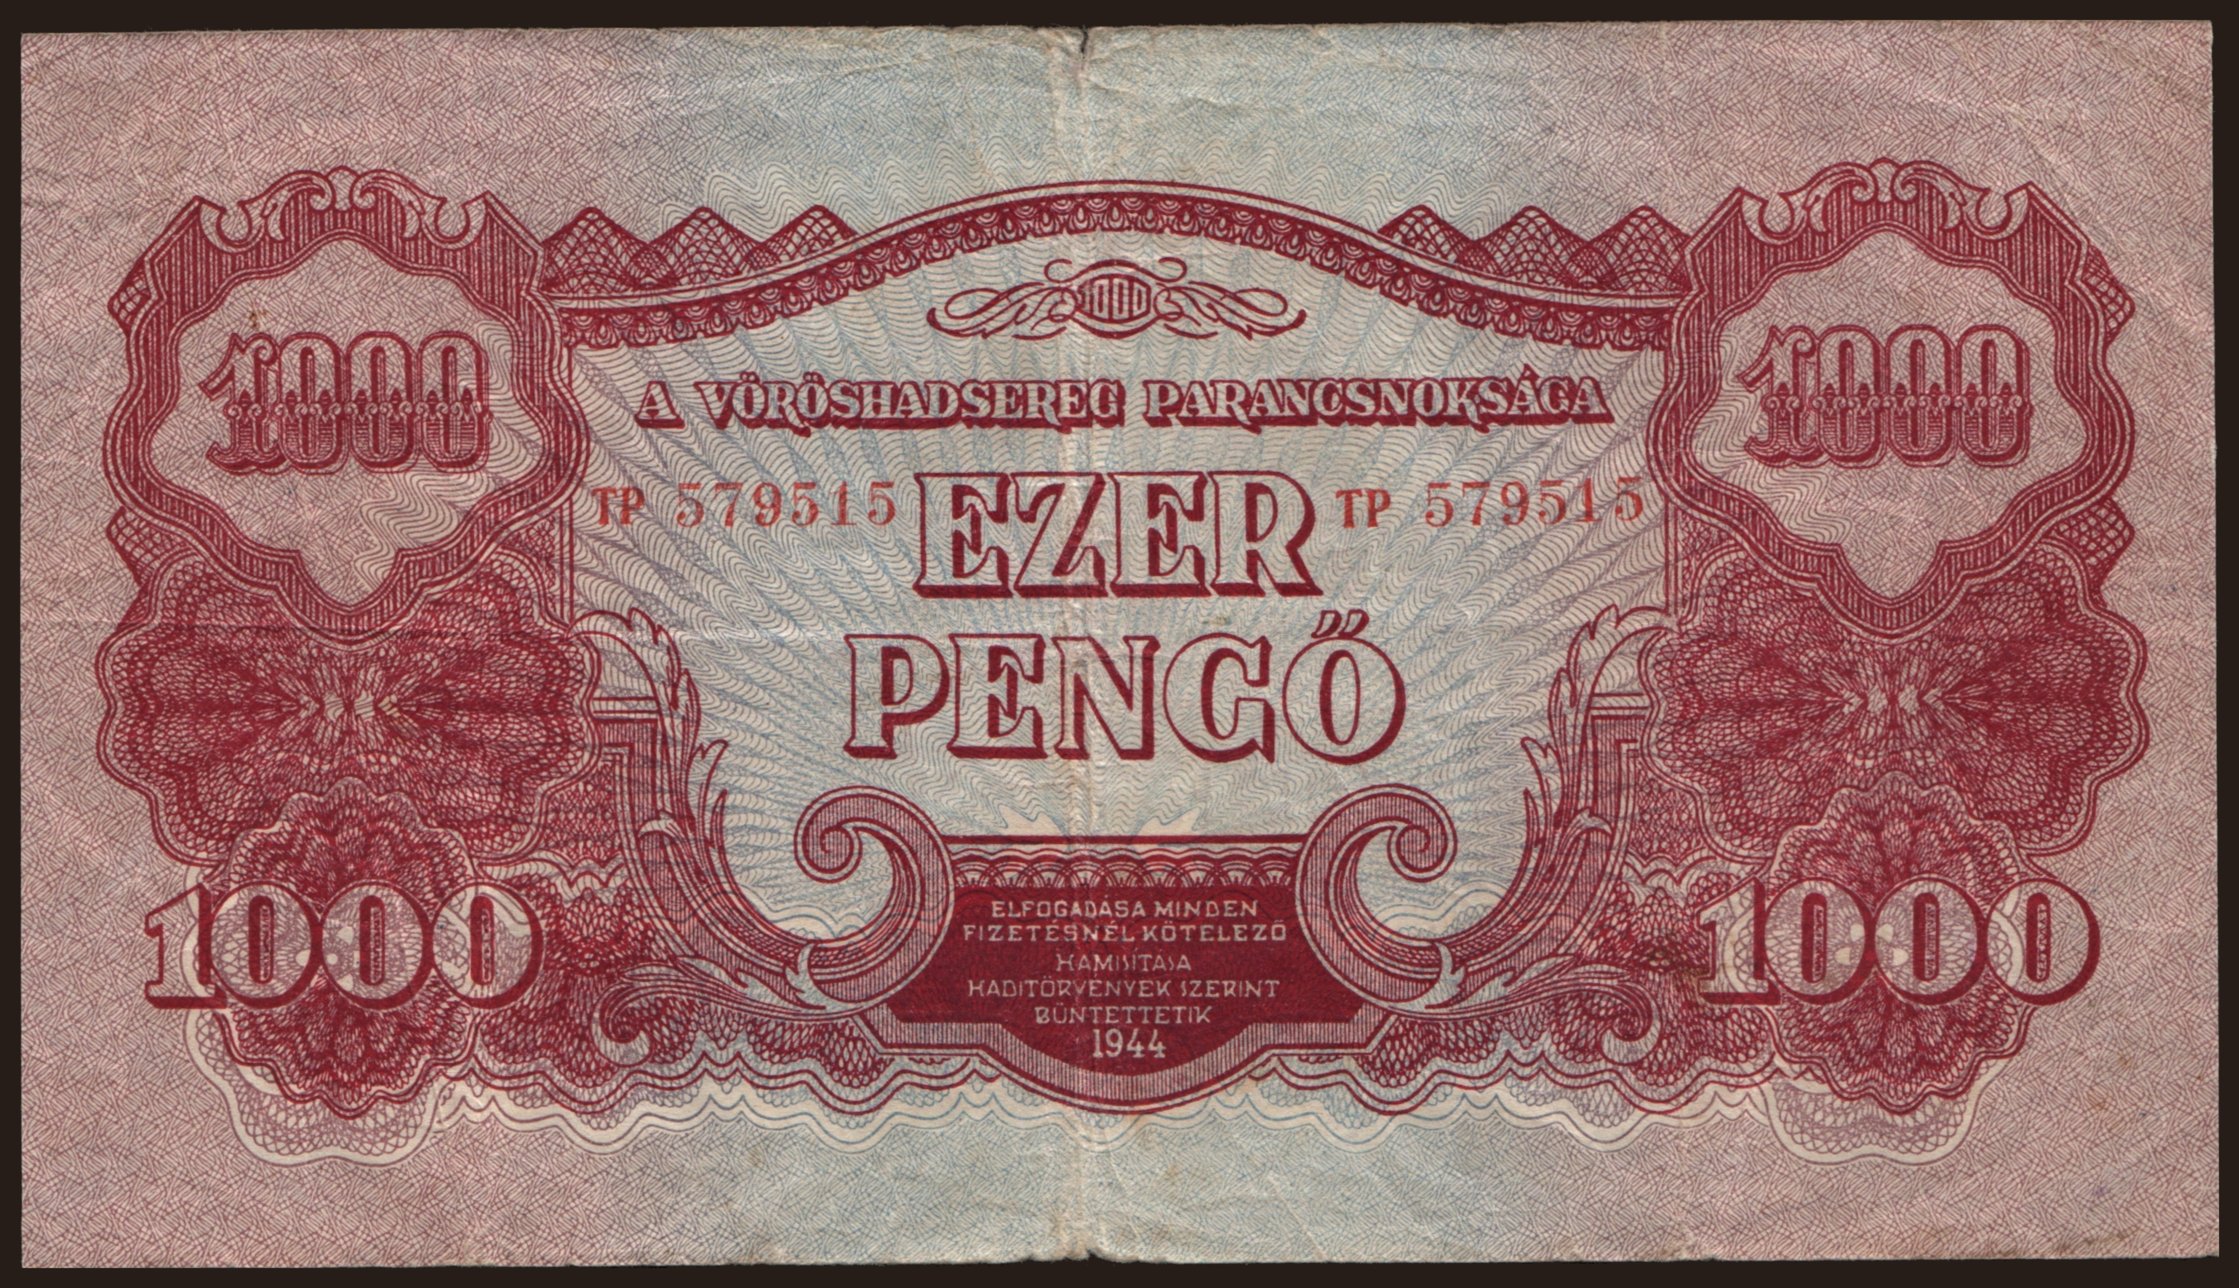 1000
1000 1000
A VÖRÖSHADSEREG PARANCSNOKSÁGA
TP 579515 EZER TP 579515
PENGŐ
1000 1000
ELFOGADÁSA MINDEN
FIZETÉSNÉL KÖTELEZŐ
HAMISÍTÁSA
HADITÖRVÉNYEK SZERINT
BÜNTETTETIK
1944